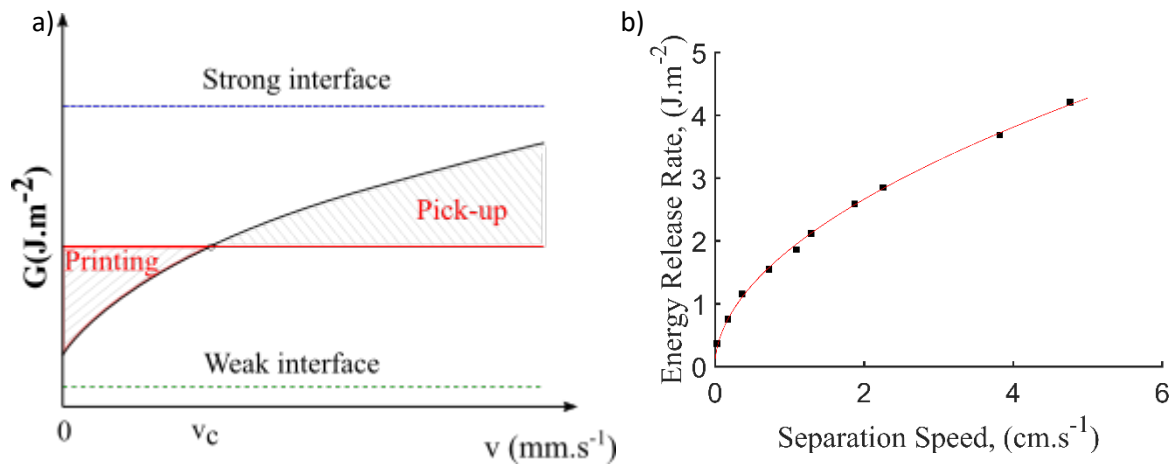 a)
Strong interface
G(J.m⁻²)
Pick-up
Printing
Weak interface
0
v_c
v (mm.s⁻¹)
b)
Energy Release Rate, (J.m⁻²)
5
4
3
2
1
0
0 2 4 6
Separation Speed, (cm.s⁻¹)